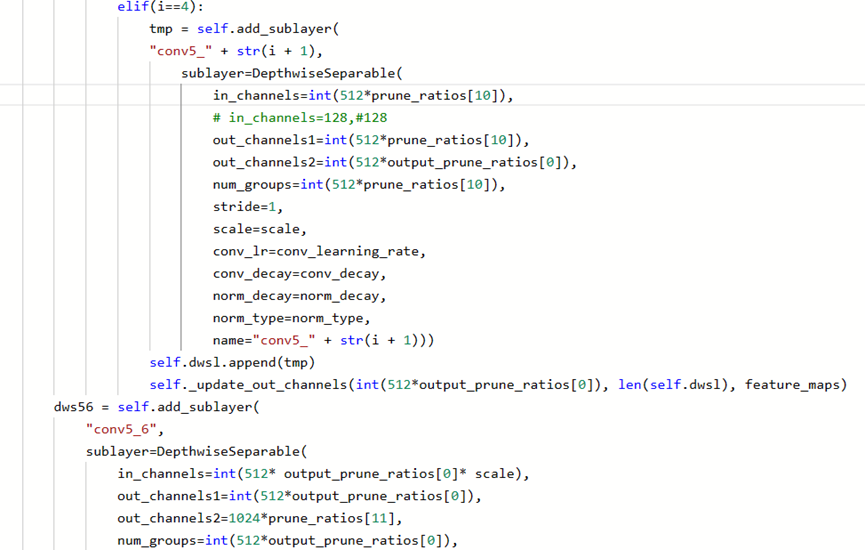 elif(i==4):
tmp = self.add_sublayer(
"conv5_" + str(i + 1),
sublayer=DepthwiseSeparable(
in_channels=int(512*prune_ratios[10]),
# in_channels=128,#128
out_channels1=int(512*prune_ratios[10]),
out_channels2=int(512*output_prune_ratios[0]),
num_groups=int(512*prune_ratios[10]),
stride=1,
scale=scale,
conv_lr=conv_learning_rate,
conv_decay=conv_decay,
norm_decay=norm_decay,
norm_type=norm_type,
name="conv5_" + str(i + 1)))
self.dwsl.append(tmp)
self._update_out_channels(int(512*output_prune_ratios[0]), len(self.dwsl), feature_maps)
dws56 = self.add_sublayer(
"conv5_6",
sublayer=DepthwiseSeparable(
in_channels=int(512* output_prune_ratios[0]* scale),
out_channels1=int(512*output_prune_ratios[0]),
out_channels2=1024*prune_ratios[11],
num_groups=int(512*output_prune_ratios[0]),